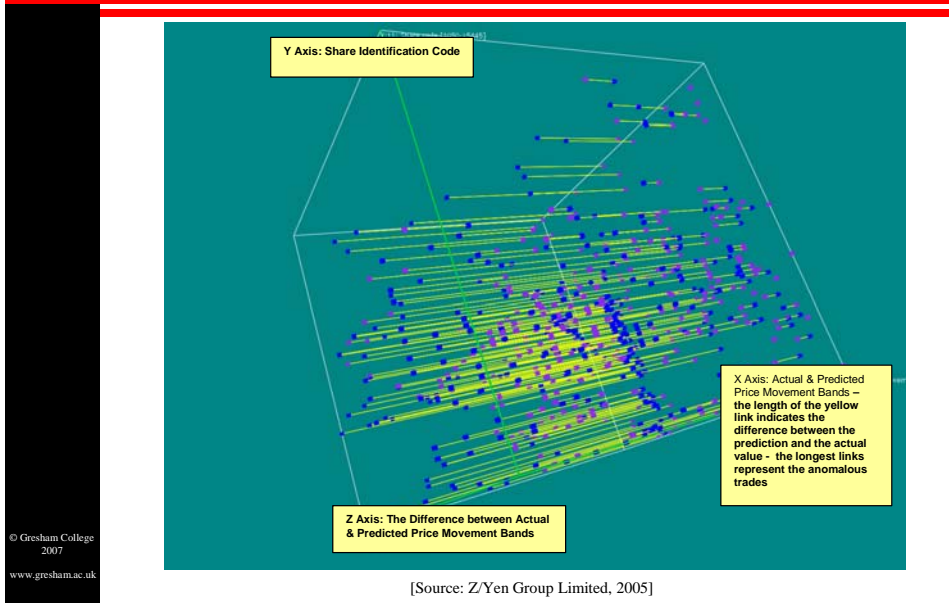 Y Axis: Share Identification Code
X Axis: Actual & Predicted
Price Movement Bands –
the length of the yellow
link indicates the
difference between the
prediction and the actual
value - the longest links
represent the anomalous
trades
Z Axis: The Difference between Actual
& Predicted Price Movement Bands
© Gresham College
2007
www.gresham.ac.uk
[Source: Z/Yen Group Limited, 2005]